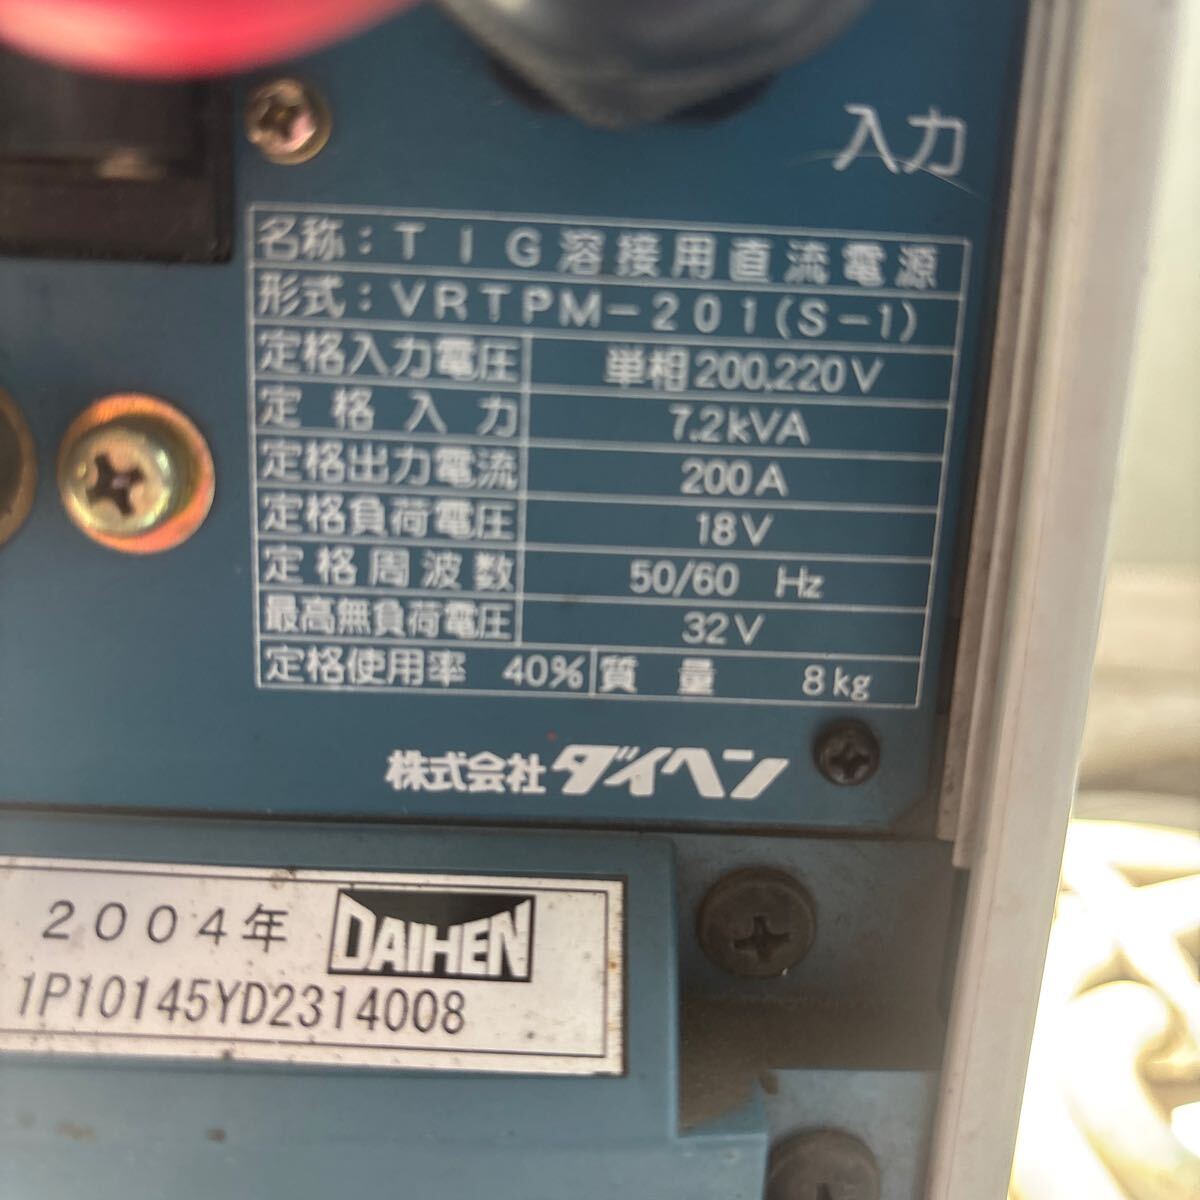 入力
名称：TIG溶接用直流電源
形式：VRTPM-201(S-1)
定格入力電圧 単相200,220V
定格入力 7.2kVA
定格出力電流 200A
定格負荷電圧 18V
定格周波数 50/60 Hz
最高無負荷電圧 32V
定格使用率 40% 質量 8kg
株式会社ダイヘン
2004年 DAIHEN
1P10145YD2314008